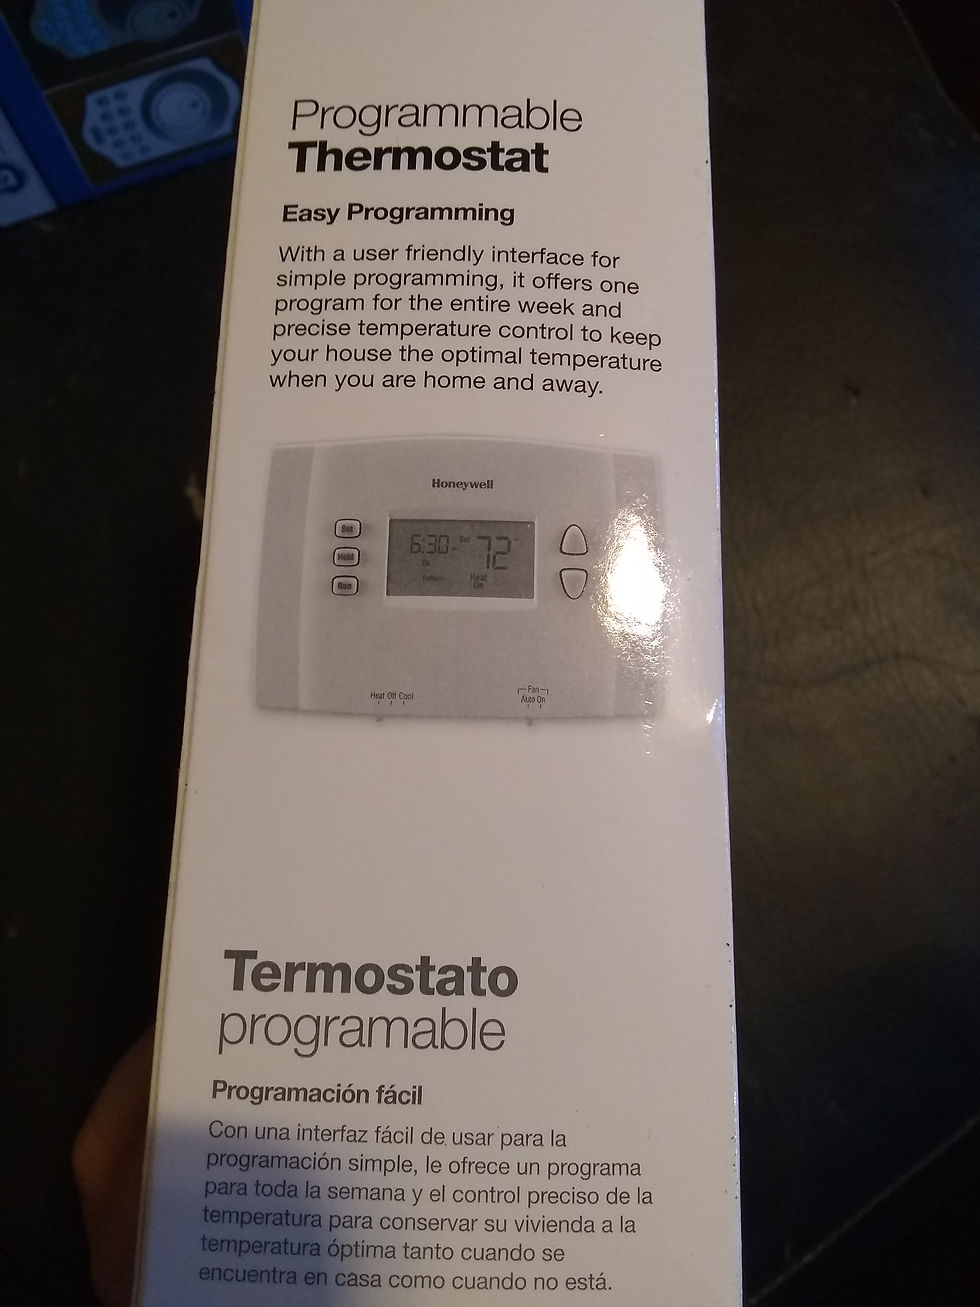 Programmable
Thermostat
Easy Programming
With a user friendly interface for
simple programming, it offers one
program for the entire week and
precise temperature control to keep
your house the optimal temperature
when you are home and away.
Honeywell
Set
Hold
Run
6:30 Set 72
Heat
On
Heat Off Cool
Fan
Auto On
Termostato
programable
Programación fácil
Con una interfaz fácil de usar para la
programación simple, le ofrece un programa
para toda la semana y el control preciso de la
temperatura para conservar su vivienda a la
temperatura óptima tanto cuando se
encuentra en casa como cuando no está.